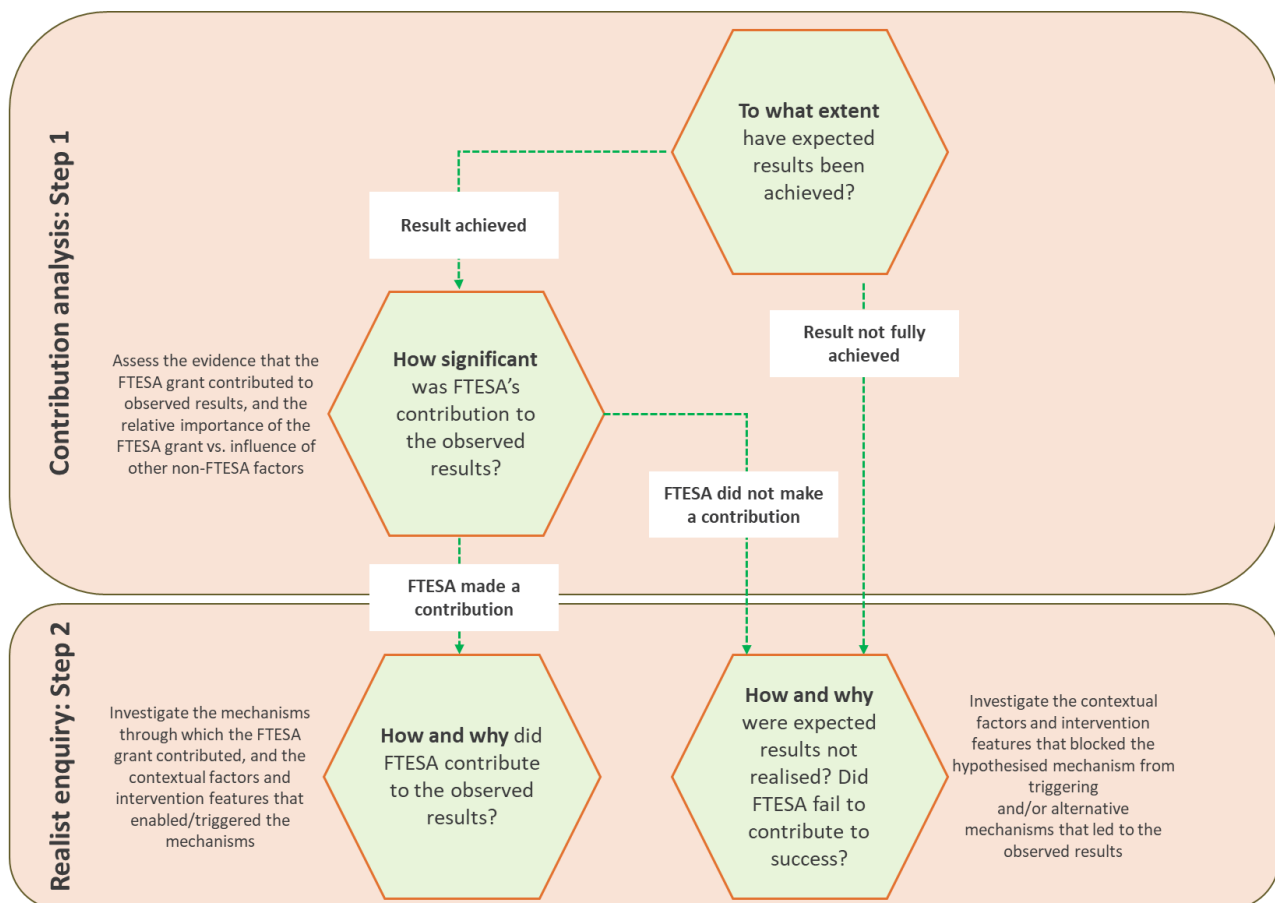 Contribution analysis: Step 1
To what extent
have expected
results been
achieved?
Result achieved
Result not fully
achieved
Assess the evidence that the
FTESA grant contributed to
observed results, and the
relative importance of the
FTESA grant vs. influence of
other non-FTESA factors
How significant
was FTESA’s
contribution to
the observed
results?
FTESA did not make
a contribution
FTESA made a
contribution
Realist enquiry: Step 2
Investigate the mechanisms
through which the FTESA
grant contributed, and the
contextual factors and
intervention features that
enabled/triggered the
mechanisms
How and why did
FTESA contribute
to the observed
results?
How and why
were expected
results not
realised? Did
FTESA fail to
contribute to
success?
Investigate the contextual
factors and intervention
features that blocked the
hypothesised mechanism from
triggering
and/or alternative
mechanisms that led to the
observed results